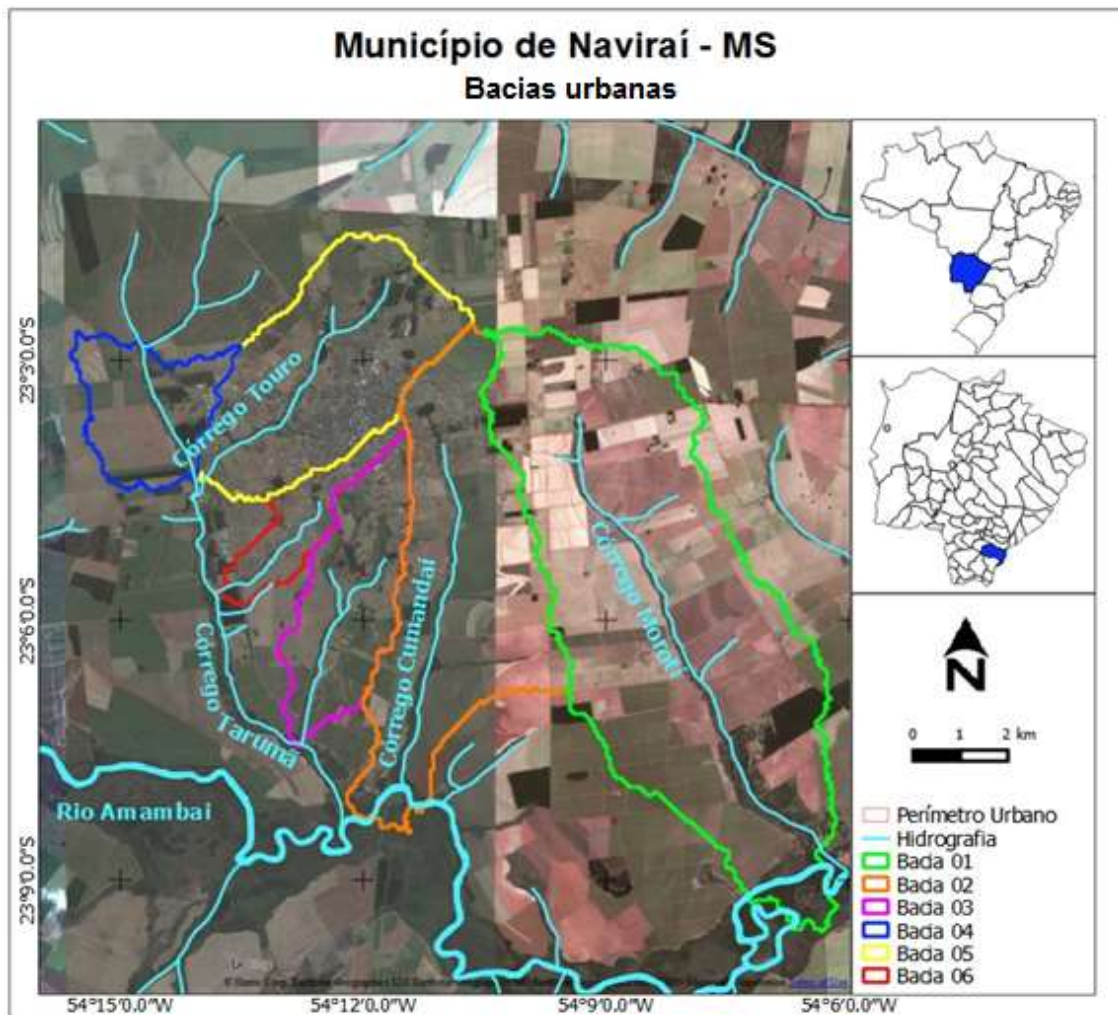 Município de Naviraí - MS
Bacias urbanas
23°3'0.0"S
23°6'0.0"S
23°9'0.0"S
Córrego Touro
Córrego Tarumã
Córrego Cumandaí
Córrego Moirati
Rio Amambai
54°15'0.0"W
54°12'0.0"W
54°9'0.0"W
54°6'0.0"W
N
0 1 2 km
Perímetro Urbano
Hidrografia
Bacia 01
Bacia 02
Bacia 03
Bacia 04
Bacia 05
Bacia 06